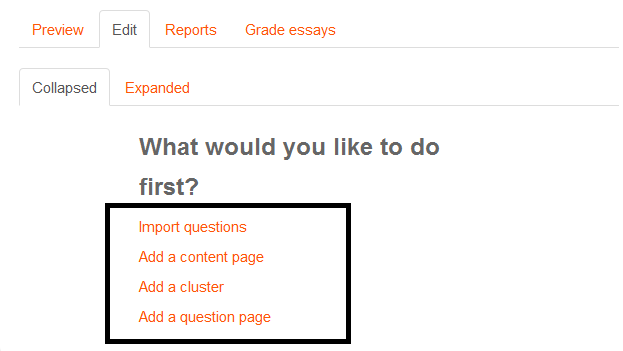 Preview Edit Reports Grade essays
Collapsed Expanded
What would you like to do
first?
Import questions
Add a content page
Add a cluster
Add a question page